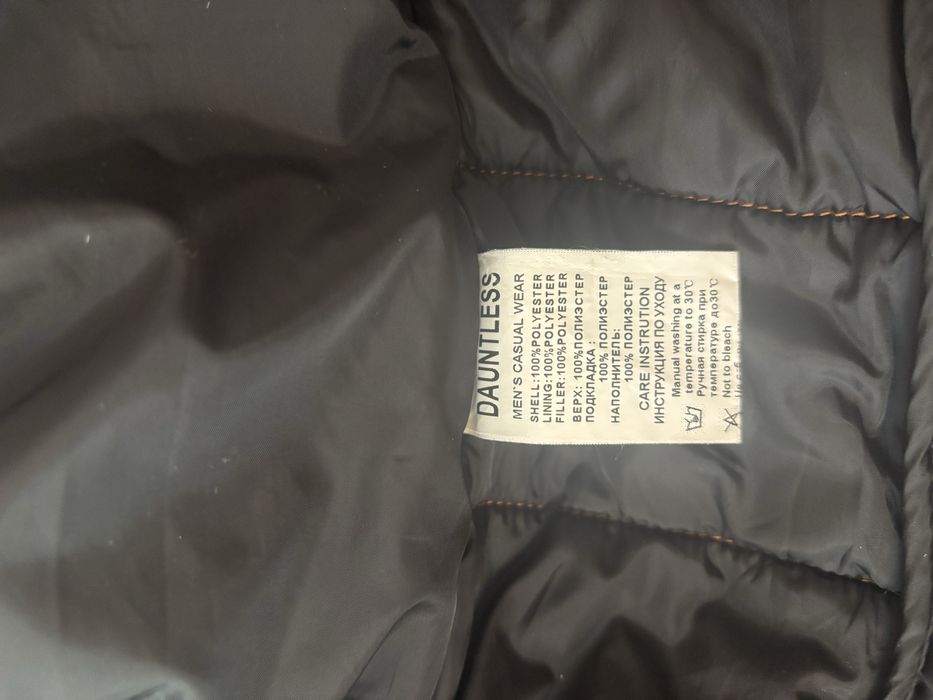 DAUNTLESS
MEN'S CASUAL WEAR
SHELL:100%POLYESTER
LINING:100%POLYESTER
FILLER:100%POLYESTER
ВЕРХ: 100%ПОЛИЭСТЕР
ПОДКЛАДКА :
100% ПОЛИЭСТЕР
НАПОЛНИТЕЛЬ:
100% ПОЛИЭСТЕР
CARE INSTRUTION
ИНСТРУКЦИЯ ПО УХОДУ
Manual washing at a
temperature to 30℃
Ручная стирка при
температуре до30℃
Not to bleach